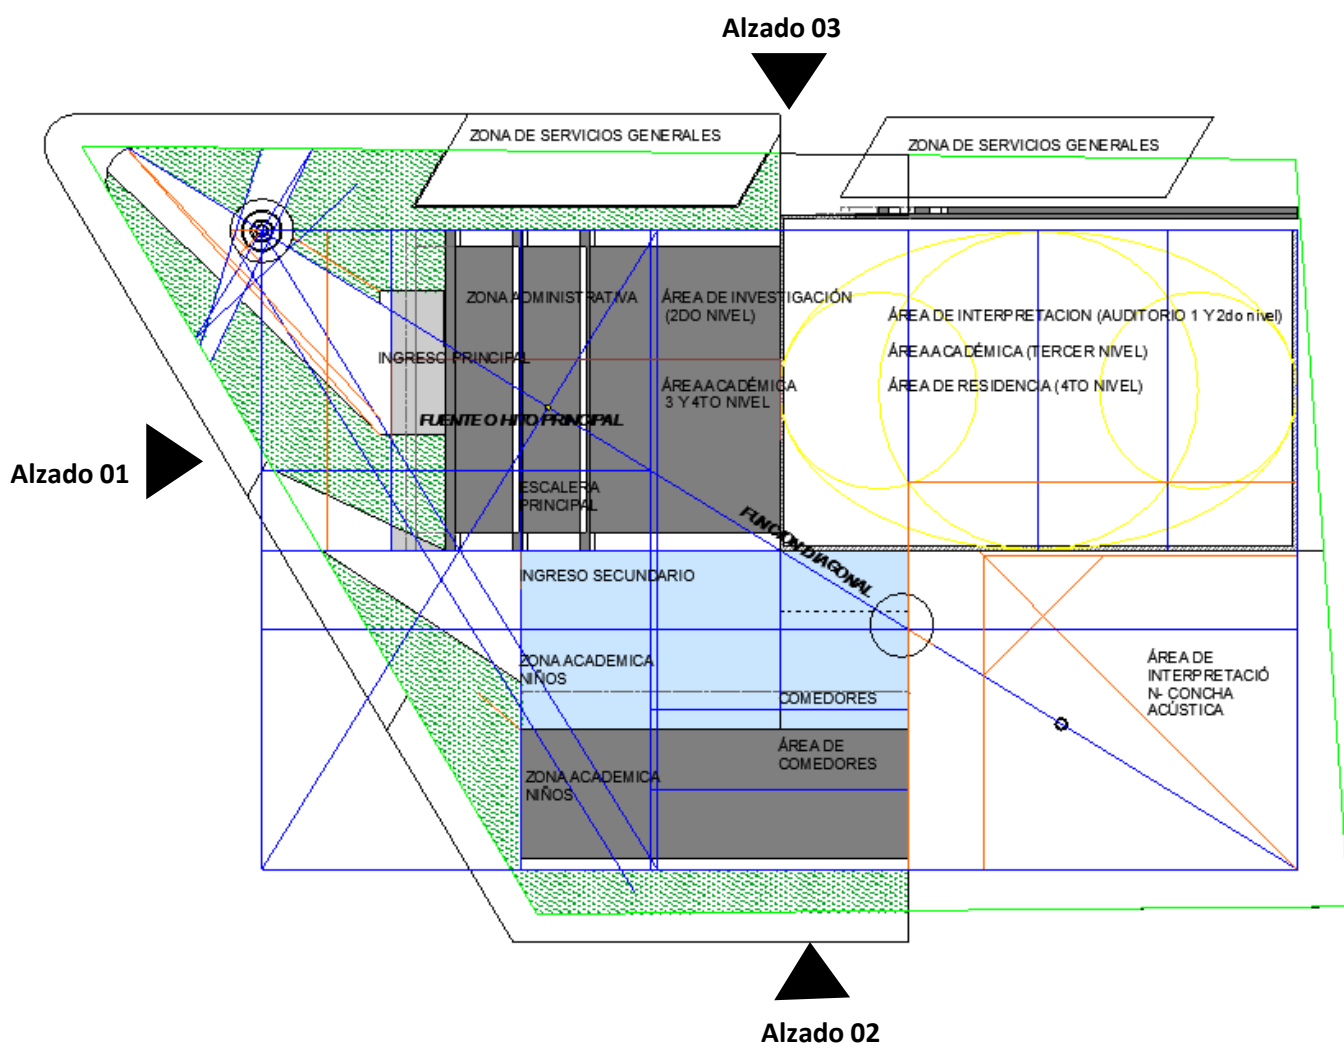 Alzado 03
ZONA DE SERVICIOS GENERALES
ZONA DE SERVICIOS GENERALES
ZONA ADMINISTRATIVA
ÁREA DE INVESTIGACIÓN
(2DO NIVEL)
ÁREA DE INTERPRETACION (AUDITORIO 1 Y 2do nivel)
ÁREA ACADÉMICA (TERCER NIVEL)
ÁREA DE RESIDENCA (4TO NIVEL)
INGRESO PRINCIPAL
ÁREA ACADÉMICA
3 Y 4TO NIVEL
FUENTE O HITO PRINCIPAL
Alzado 01
ESCALERA
PRINCIPAL
FUNCION DIAGONAL
INGRESO SECUNDARIO
ZONA ACADEMICA
NIÑOS
COMEDORES
ÁREA DE
INTERPRETACIÓ
N- CONCHA
ACÚSTICA
ÁREA DE
COMEDORES
ZONA ACADEMICA
NIÑOS
Alzado 02